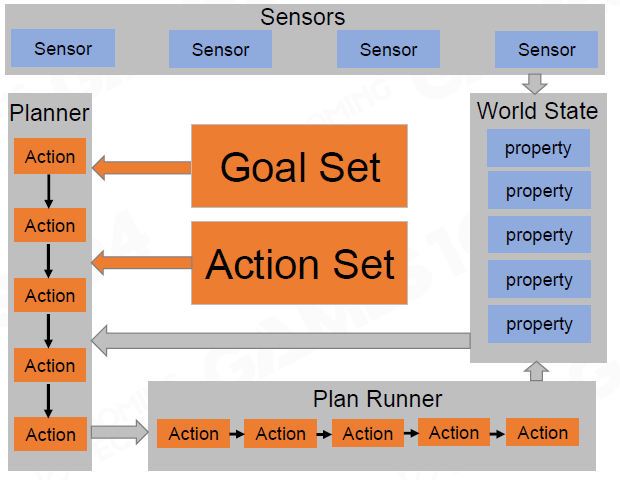 Sensors
Sensor
Sensor
Sensor
Sensor
Planner
Action
Action
Action
Action
Action
Goal Set
Action Set
World State
property
property
property
property
property
Plan Runner
Action
Action
Action
Action
Action